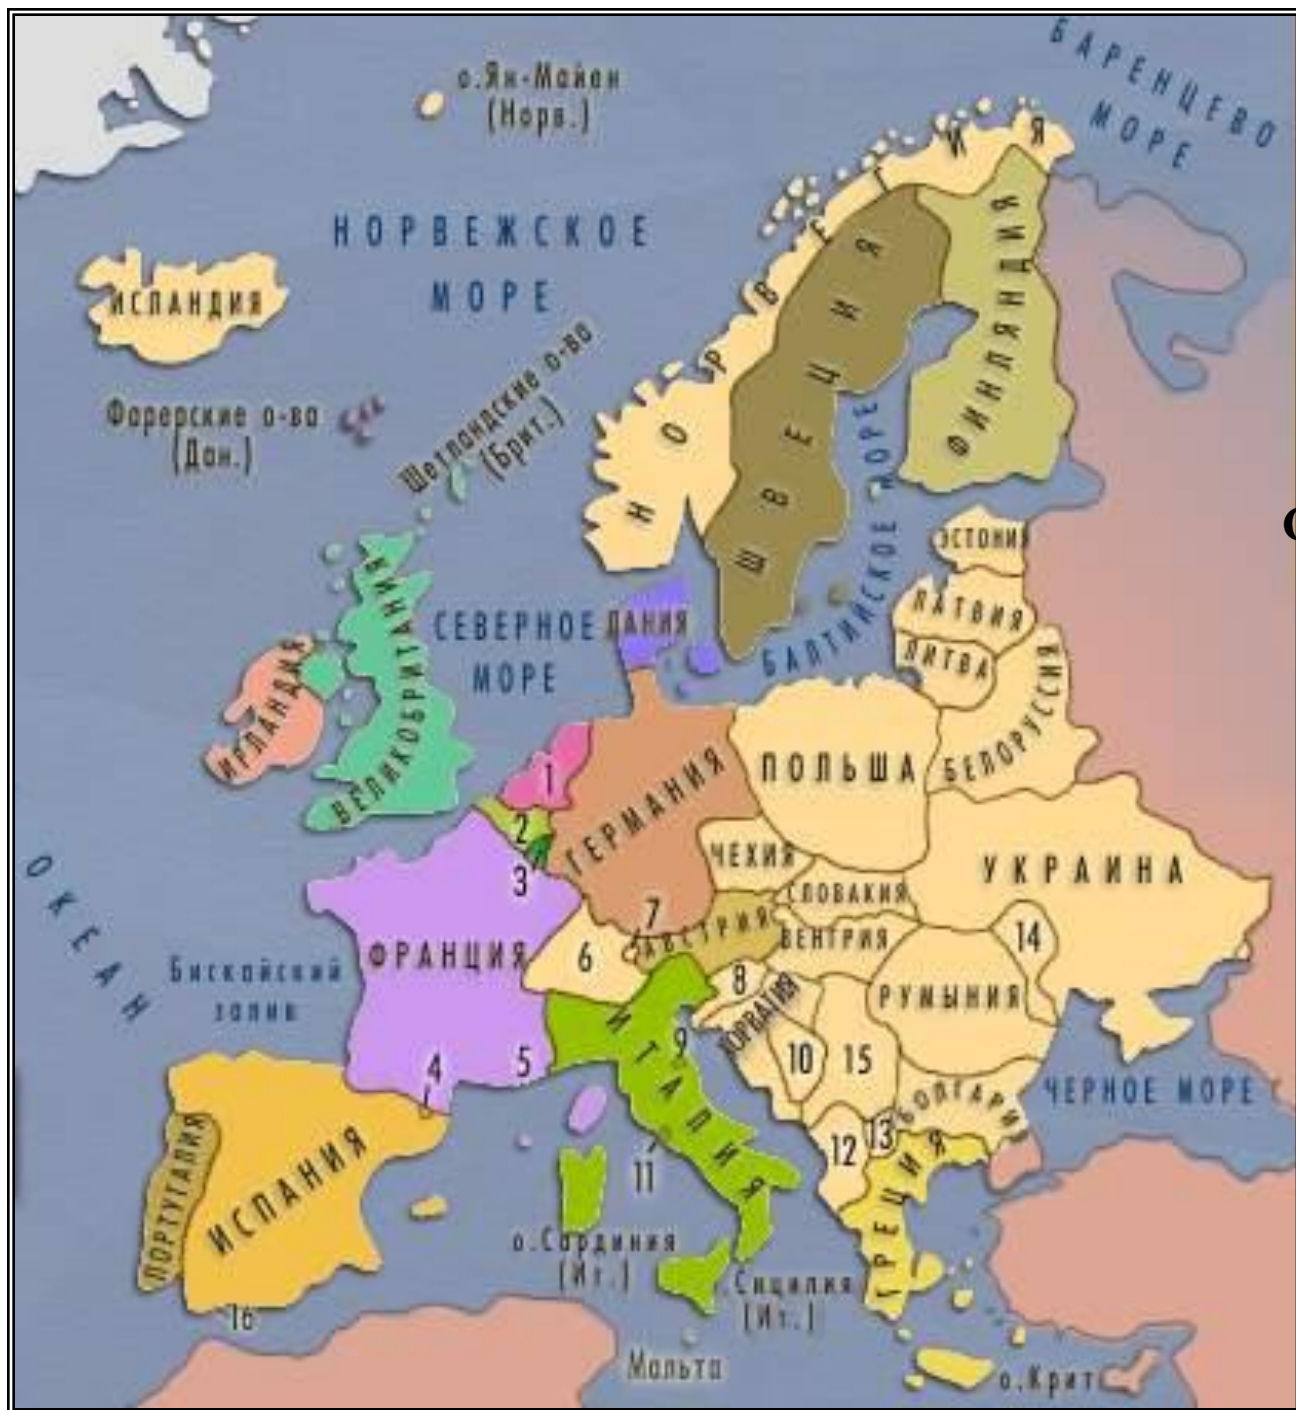 БАРЕНЦЕВО
МОРЕ
о.Ян-Майен
(Норв.)
НОРВЕЖСКОЕ
МОРЕ
ИСЛАНДИЯ
НОРВЕГИЯ
ШВЕЦИЯ
ФИНЛЯНДИЯ
Фарерские о-ва
(Дан.)
Шетландские о-ва
(Брит.)
ЭСТОНИЯ
ЛАТВИЯ
ЛИТВА
БЕЛОРУССИЯ
БАЛТИЙСКОЕ МОРЕ
СЕВЕРНОЕ
МОРЕ
ДАНИЯ
ИРЛАНДИЯ
ВЕЛИКОБРИТАНИЯ
ПОЛЬША
ГЕРМАНИЯ
1
2
3
ЧЕХИЯ
СЛОВАКИЯ
УКРАИНА
ОКЕАН
ФРАНЦИЯ
Бискайский
залив
6
7
АВСТРИЯ
ВЕНГРИЯ
14
8
РУМЫНИЯ
ХОРВАТИЯ
ИТАЛИЯ
9
10
15
4
5
ЧЕРНОЕ МОРЕ
БОЛГАРИЯ
ПОРТУГАЛИЯ
ИСПАНИЯ
11
12
13
ГРЕЦИЯ
о.Сардиния
(Ит.)
.Сицилия
(Ит.)
16
Мальта
о.Крит